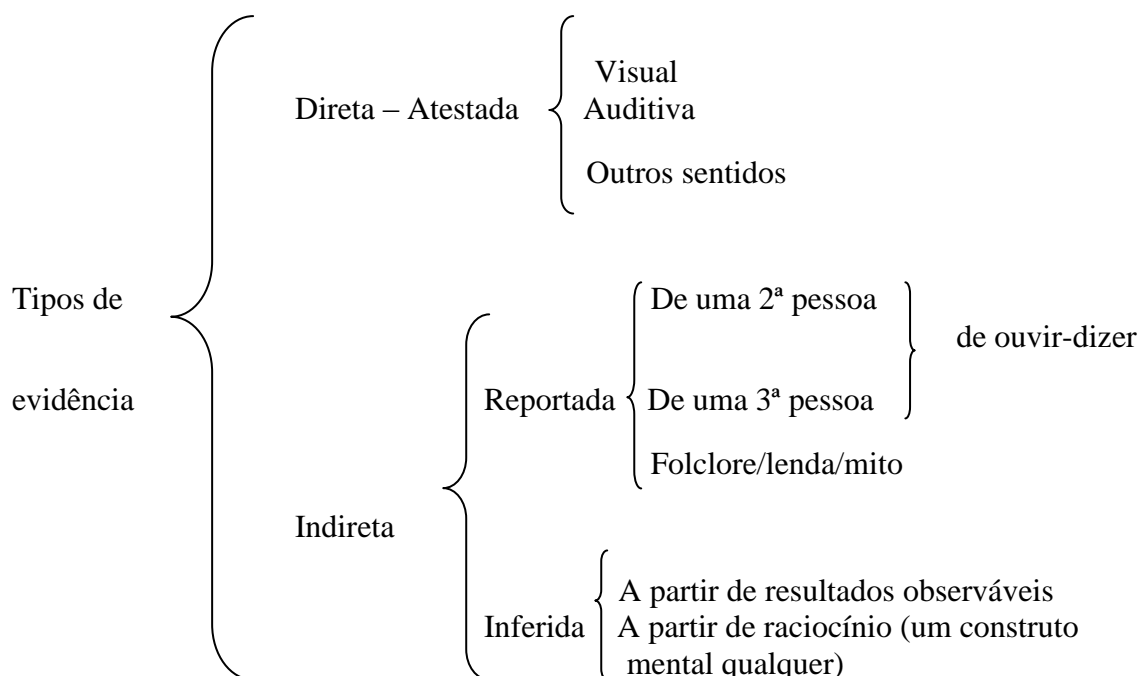 Visual
Direta – Atestada
Auditiva
Outros sentidos
Tipos de
evidência
De uma 2ª pessoa
de ouvir-dizer
Reportada
De uma 3ª pessoa
Folclore/lenda/mito
Indireta
A partir de resultados observáveis
Inferida
A partir de raciocínio (um construto
mental qualquer)